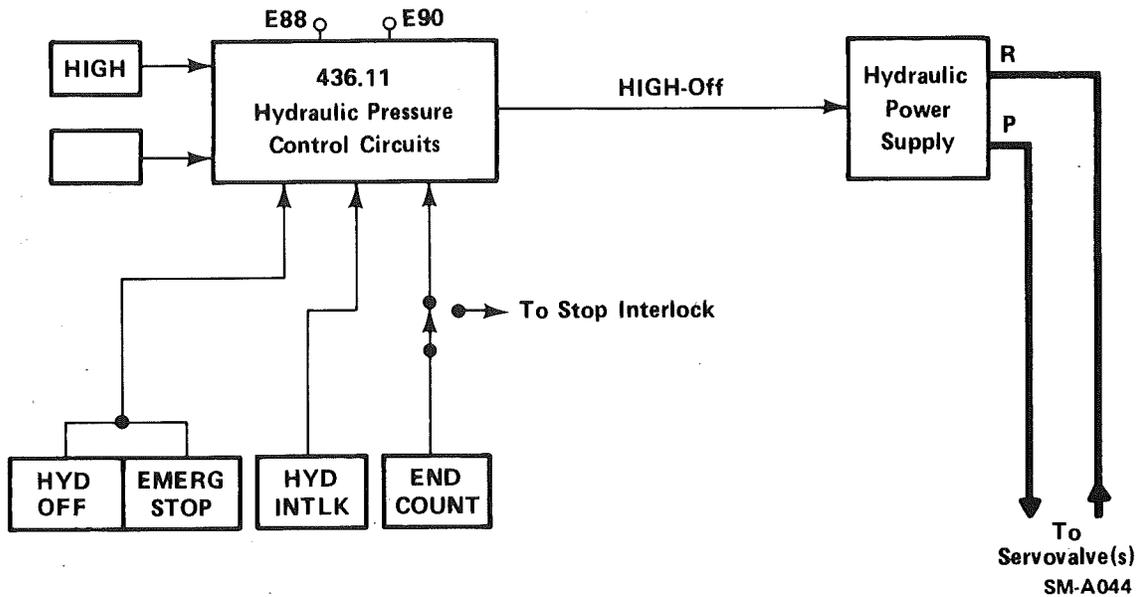 E88
E90
HIGH
436.11
Hydraulic Pressure
Control Circuits
HIGH-Off
Hydraulic
Power
Supply
R
P
To Stop Interlock
HYD
OFF
EMERG
STOP
HYD
INTLK
END
COUNT
To
Servovalve(s)
SM-A044